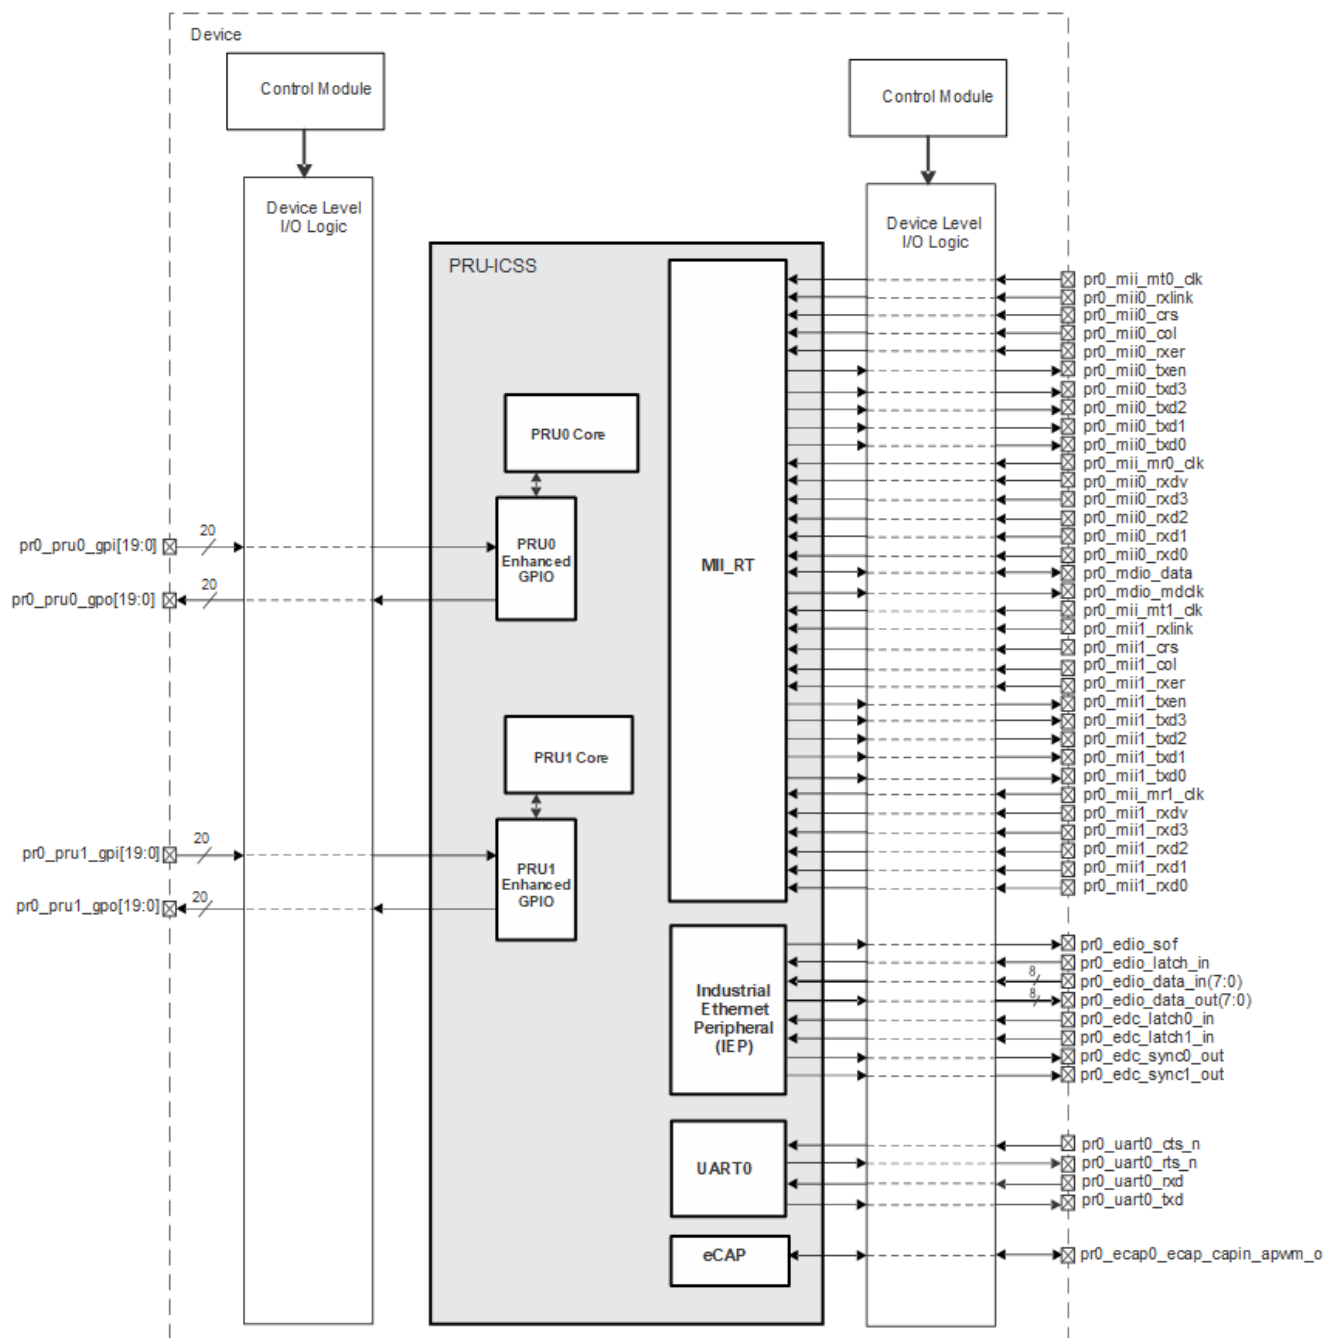 Device
Control Module
Control Module
Device Level
I/O Logic
Device Level
I/O Logic
PRU-ICSS
PRU0 Core
PRU0
Enhanced
GPIO
PRU1 Core
PRU1
Enhanced
GPIO
MII_RT
Industrial
Ethernet
Peripheral
(IEP)
UART0
eCAP
pr0_pru0_gpi[19:0]
20
pr0_pru0_gpo[19:0]
20
pr0_pru1_gpi[19:0]
20
pr0_pru1_gpo[19:0]
20
pr0_mii_mt0_clk
pr0_mii0_rxlink
pr0_mii0_crs
pr0_mii0_col
pr0_mii0_rxer
pr0_mii0_txen
pr0_mii0_txd3
pr0_mii0_txd2
pr0_mii0_txd1
pr0_mii0_txd0
pr0_mii_mr0_clk
pr0_mii0_rxdv
pr0_mii0_rxd3
pr0_mii0_rxd2
pr0_mii0_rxd1
pr0_mii0_rxd0
pr0_mdio_data
pr0_mdio_mdclk
pr0_mii_mt1_clk
pr0_mii1_rxlink
pr0_mii1_crs
pr0_mii1_col
pr0_mii1_rxer
pr0_mii1_txen
pr0_mii1_txd3
pr0_mii1_txd2
pr0_mii1_txd1
pr0_mii1_txd0
pr0_mii_mr1_clk
pr0_mii1_rxdv
pr0_mii1_rxd3
pr0_mii1_rxd2
pr0_mii1_rxd1
pr0_mii1_rxd0
pr0_edio_sof
pr0_edio_latch_in
8
pr0_edio_data_in(7:0)
8
pr0_edio_data_out(7:0)
pr0_edc_latch0_in
pr0_edc_latch1_in
pr0_edc_sync0_out
pr0_edc_sync1_out
pr0_uart0_cts_n
pr0_uart0_rts_n
pr0_uart0_rxd
pr0_uart0_txd
pr0_ecap0_ecap_capin_apwm_o